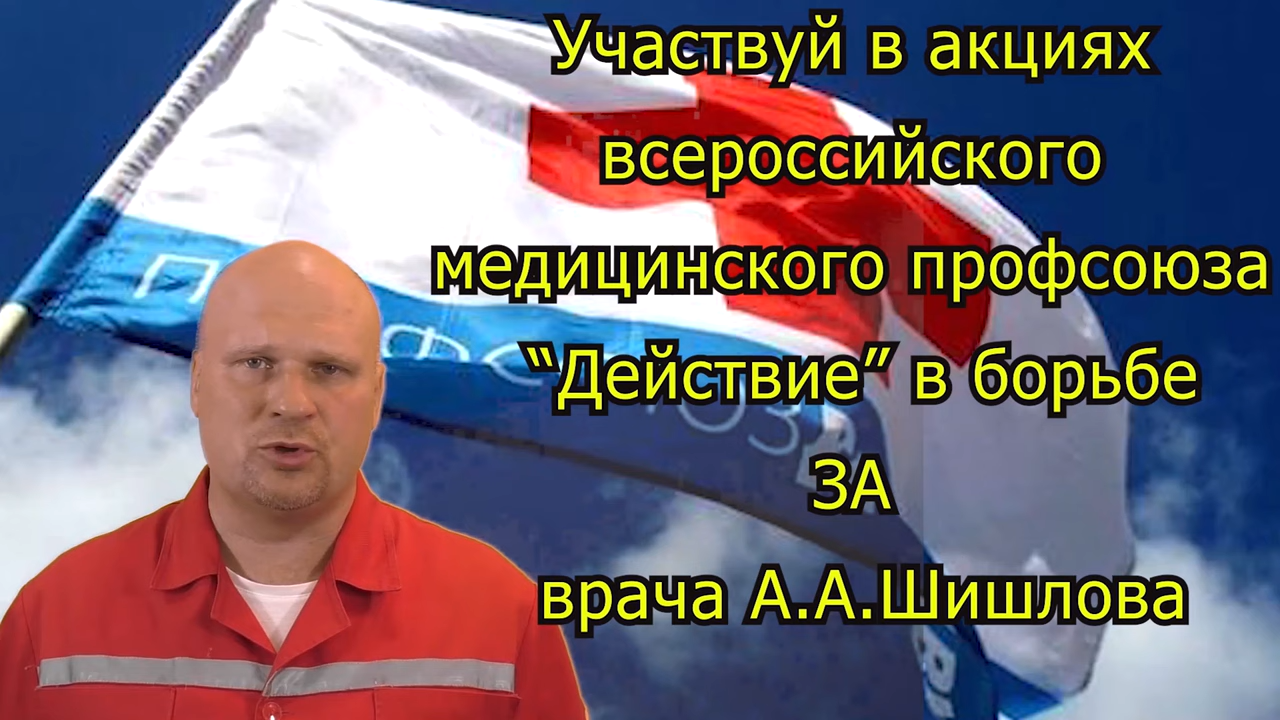 Участвуй в акциях
всероссийского
медицинского профсоюза
“Действие” в борьбе
ЗА
врача А.А.Шишлова